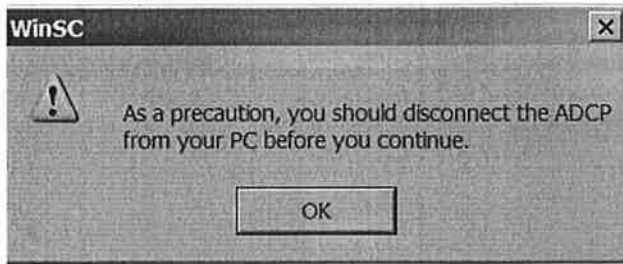 WinSC
As a precaution, you should disconnect the ADCP
from your PC before you continue.
OK